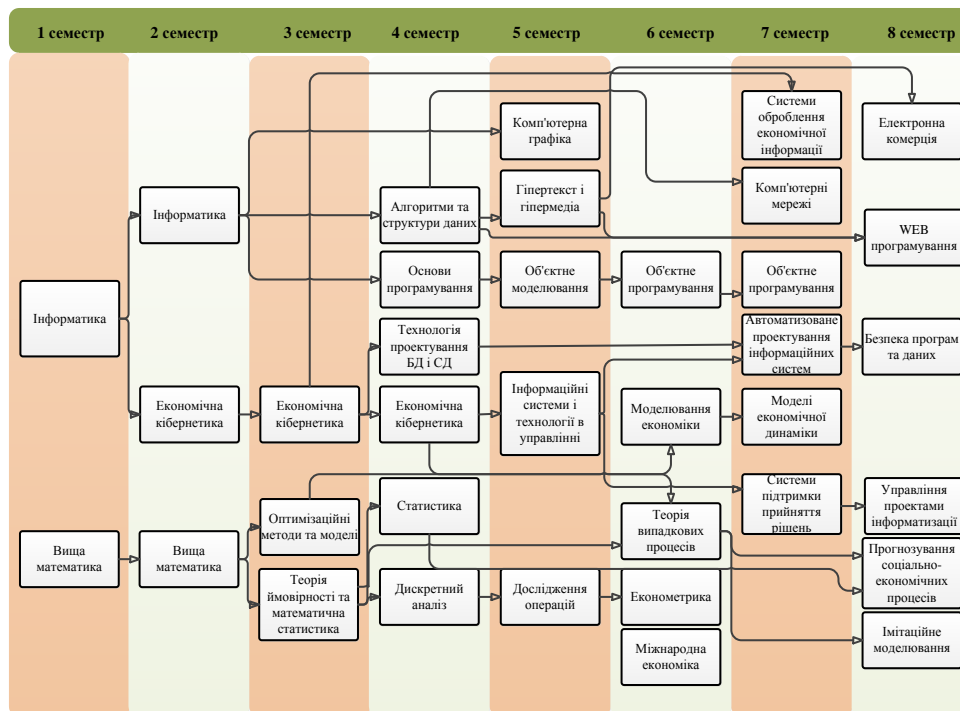 1 семестр
2 семестр
3 семестр
4 семестр
5 семестр
6 семестр
7 семестр
8 семестр
Інформатика
Вища
математика
Інформатика
Економічна
кібернетика
Вища
математика
Економічна
кібернетика
Оптимізаційні
методи та моделі
Теорія
ймовірності та
математична
статистика
Алгоритми та
структури даних
Основи
програмування
Технологія
проектування
БД і СД
Економічна
кібернетика
Статистика
Дискретний
аналіз
Комп'ютерна
графіка
Гіпертекст і
гіпермедіа
Об'єктне
моделювання
Інформаційні
системи і
технології в
управлінні
Дослідження
операцій
Об'єктне
програмування
Моделювання
економіки
Теорія
випадкових
процесів
Економетрика
Міжнародна
економіка
Системи
оброблення
економічної
інформації
Комп'ютерні
мережі
Об'єктне
програмування
Автоматизоване
проектування
інформаційних
систем
Моделі
економічної
динаміки
Системи
підтримки
прийняття
рішень
Електронна
комерція
WEB
програмування
Безпека програм
та даних
Управління
проектами
інформатизації
Прогнозування
соціально-
економічних
процесів
Імітаційне
моделювання